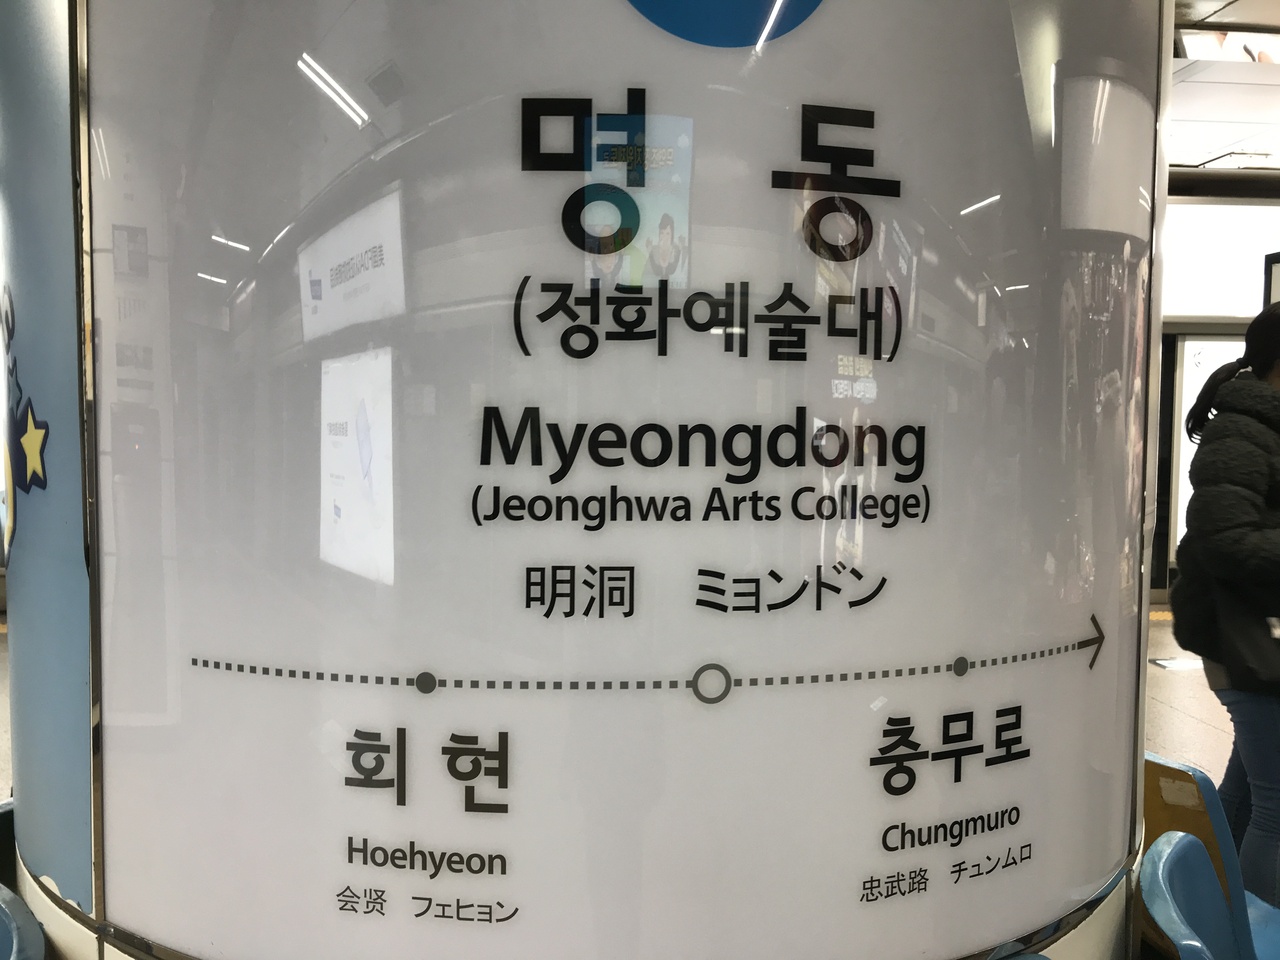 명 동
(정화예술대)
Myeongdong
(Jeonghwa Arts College)
明洞 ミョンドン
회 현
Hoehyeon
会贤 フェヒョン
충무로
Chungmuro
忠武路 チュンムロ